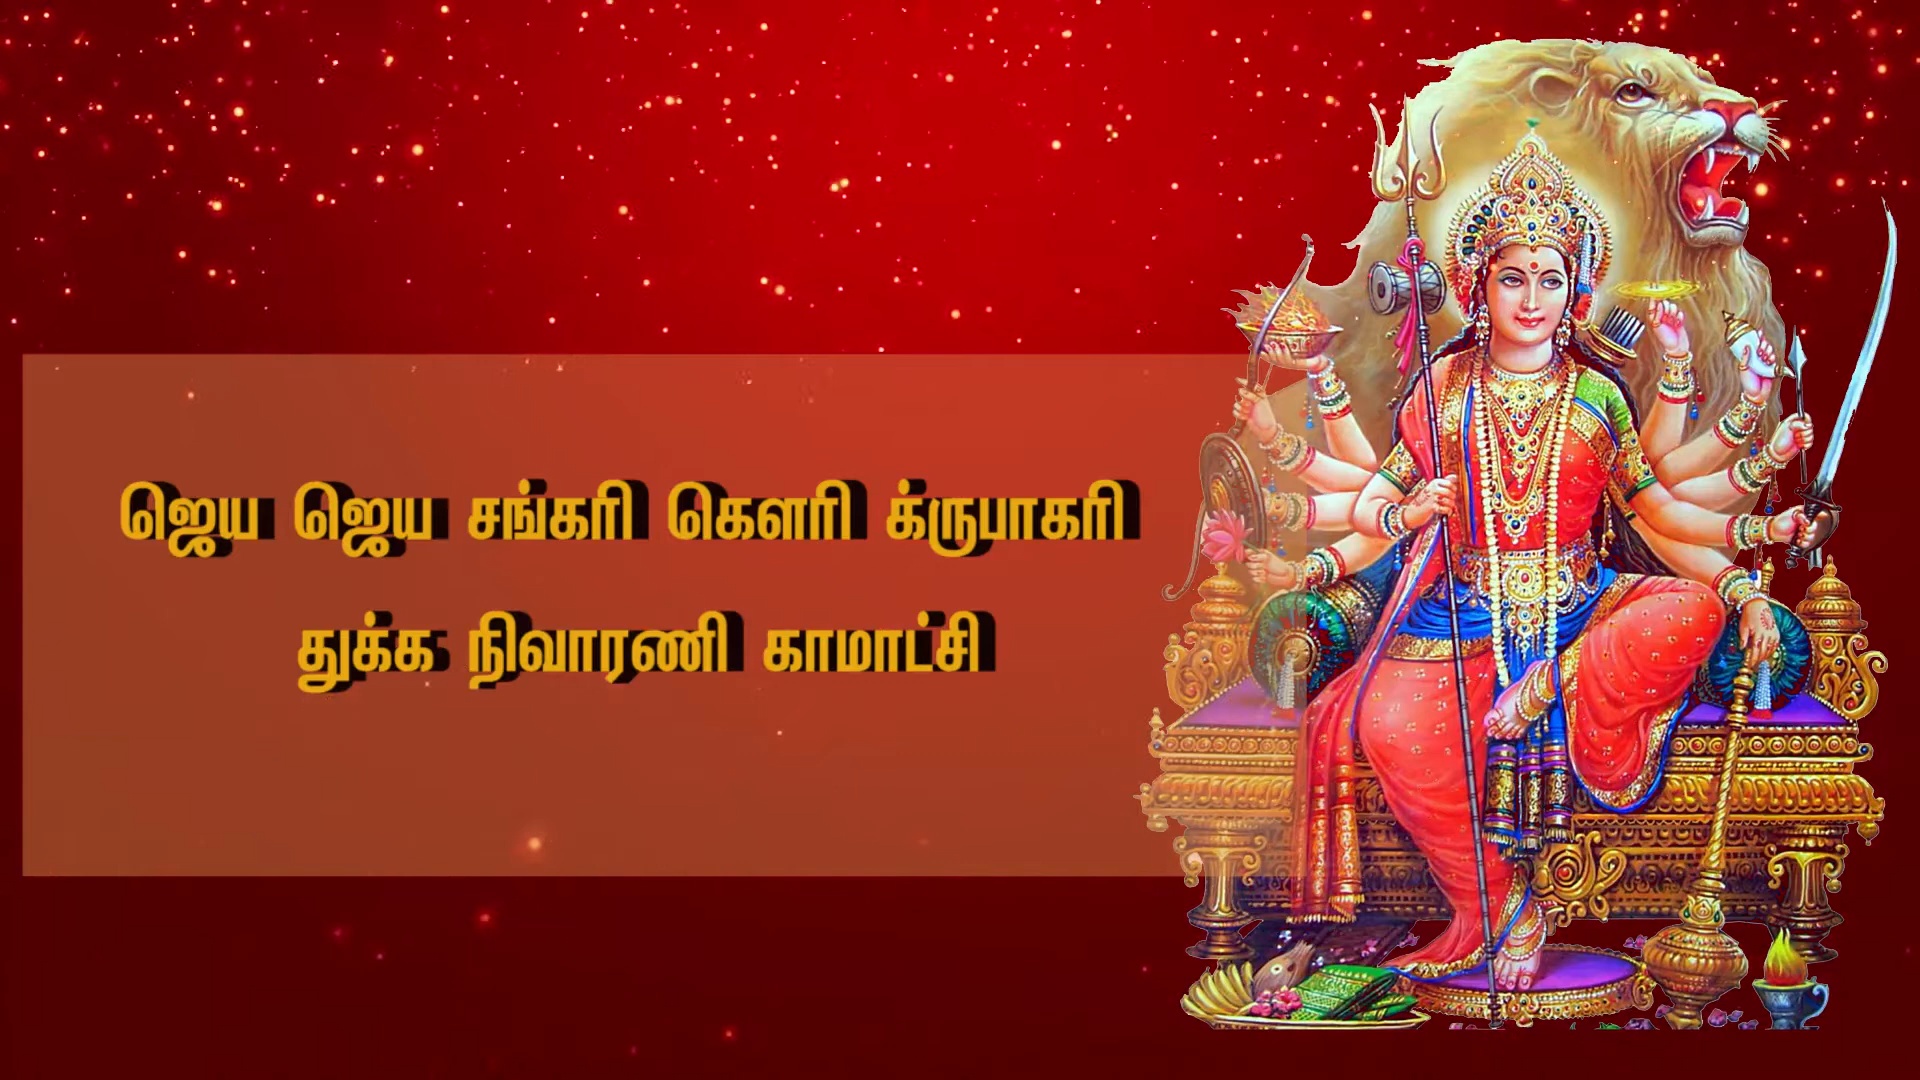 ஜெய ஜெய சங்கரி கௌரி க்ருபாகரி
துக்க நிவாரணி காமாட்சி